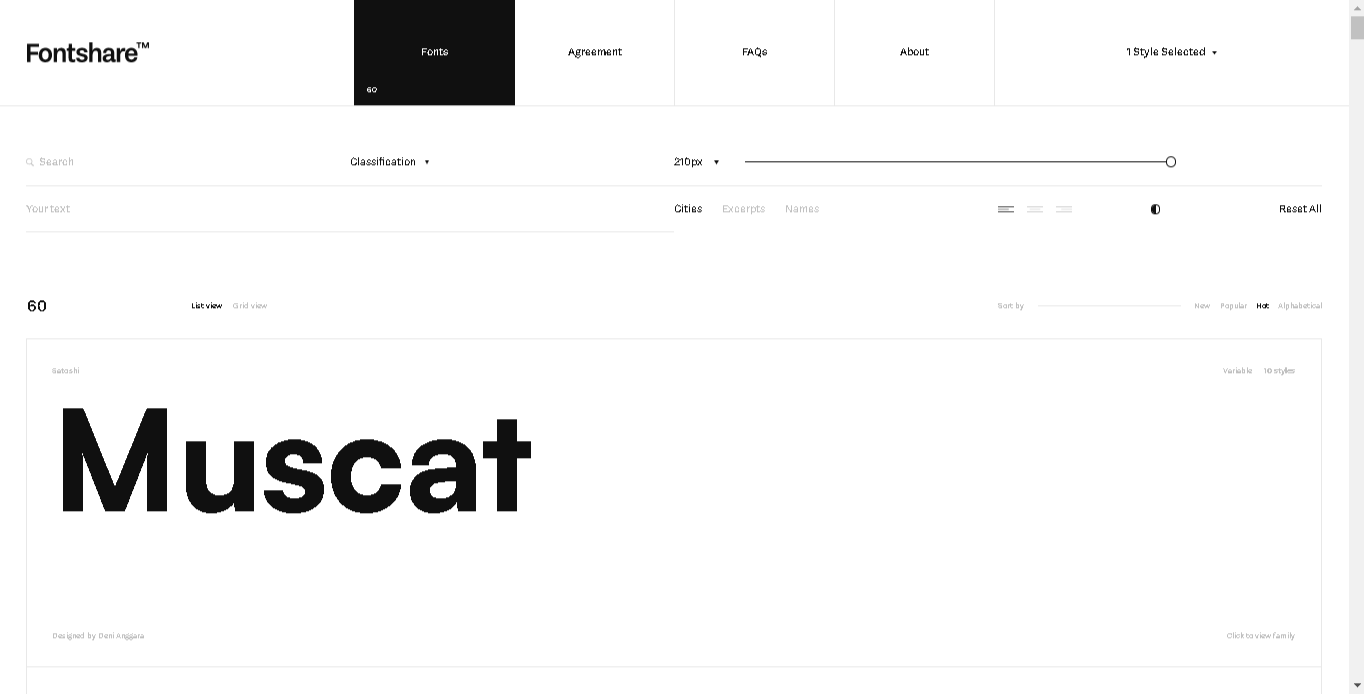 Fontshare™
Fonts
60
Agreement
FAQs
About
1 Style Selected
Search
Classification
210px
Your text
Cities Excerpts Names
Reset All
60
List view Grid view
Sort by
New Popular Hot Alphabetical
Satoshi
Variable 10 styles
Muscat
Designed by Deni Anggara
Click to view family